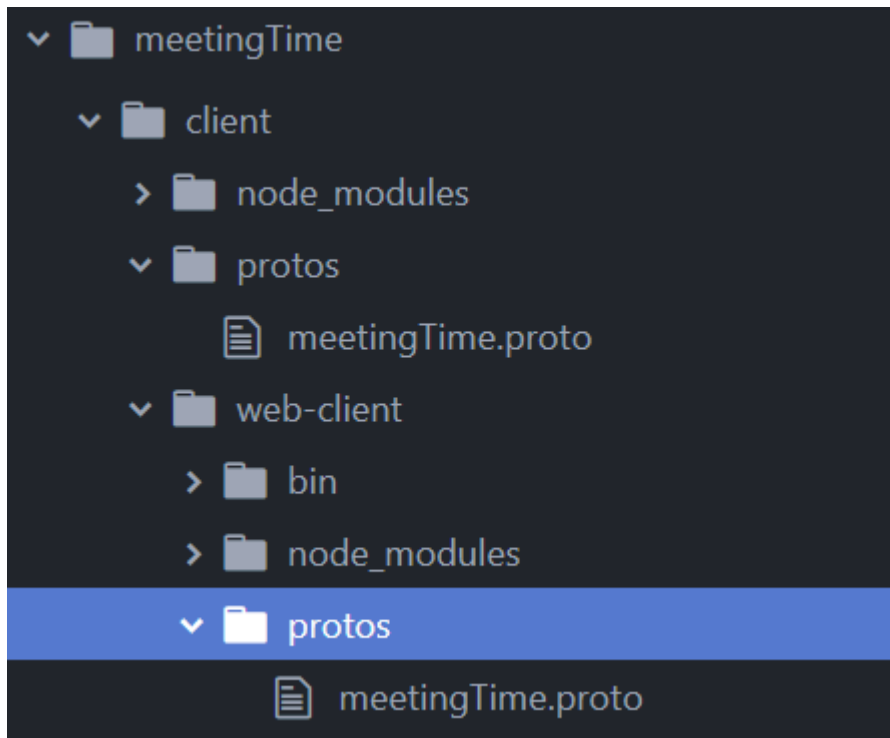 meetingTime
client
node_modules
protos
meetingTime.proto
web-client
bin
node_modules
protos
meetingTime.proto